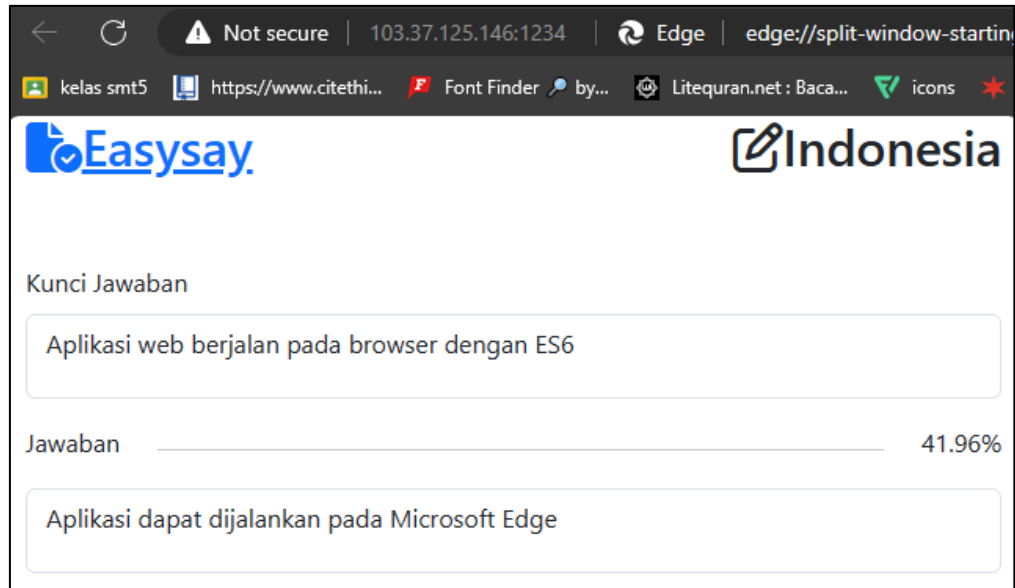 Not secure | 103.37.125.146:1234 | Edge | edge://split-window-starting
kelas smt5 https://www.citethi... Font Finder 🔎 by... Litequran.net : Baca... icons
Easysay Indonesia
Kunci Jawaban
Aplikasi web berjalan pada browser dengan ES6
Jawaban 41.96%
Aplikasi dapat dijalankan pada Microsoft Edge